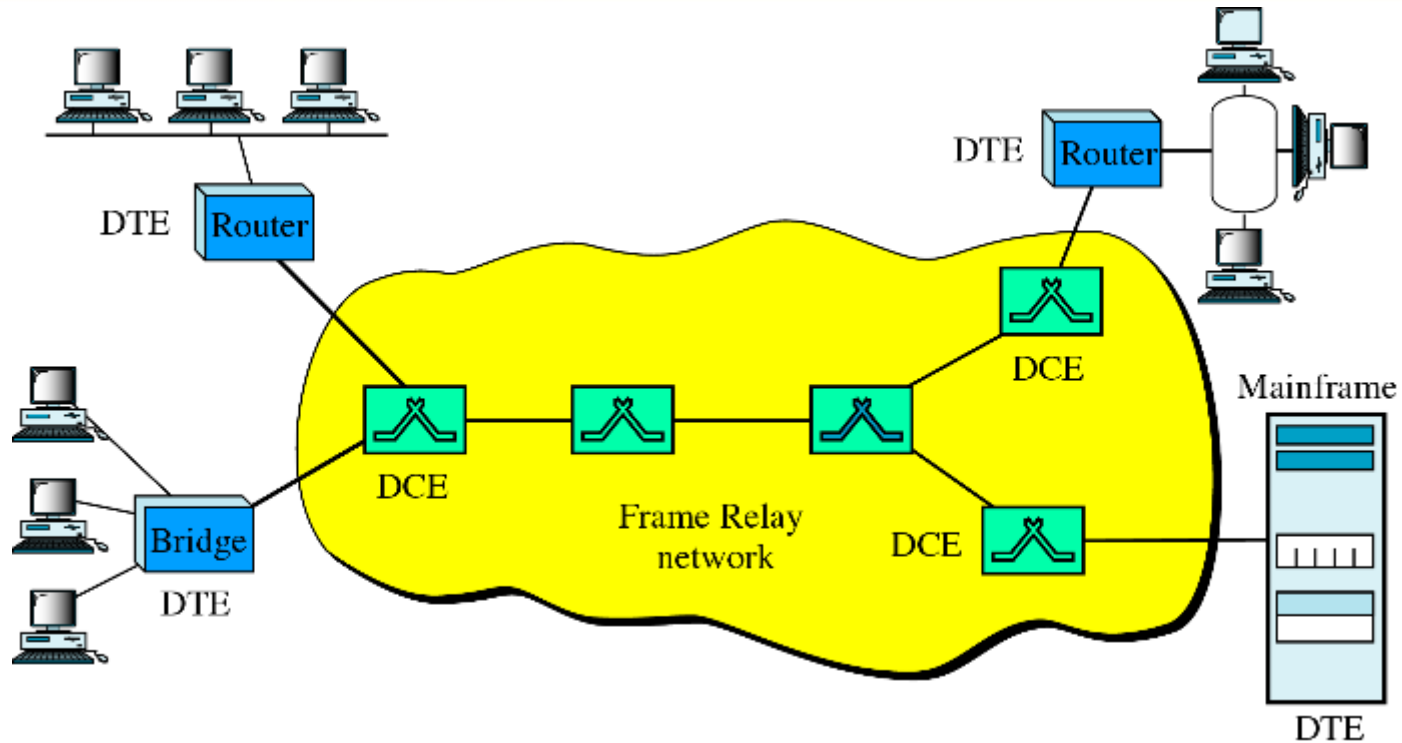 DTE
Router
DTE
Router
DCE
Mainframe
DCE
Frame Relay
network
DCE
Bridge
DTE
DTE